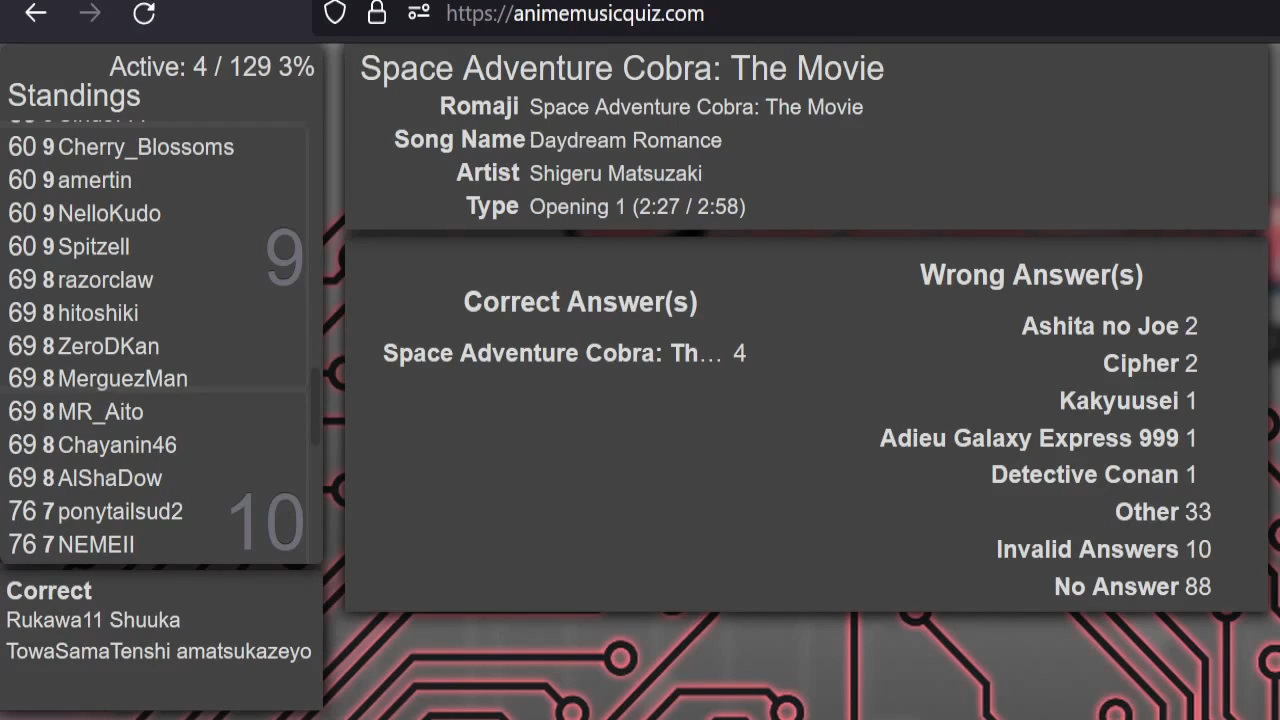 https://animemusicquiz.com
Active: 4 / 129 3%
Standings
60 9 Cherry_Blossoms
60 9 amertin
60 9 NelloKudo
60 9 Spitzell
9
69 8 razorclaw
69 8 hitoshiki
69 8 ZeroDKan
69 8 MerguezMan
69 8 MR_Aito
69 8 Chayanin46
69 8 AlShaDow
76 7 ponytailsud2
10
76 7 NEMEII
Correct
Rukawa11 Shuuka
TowaSamaTenshi amatsukazeyo
Space Adventure Cobra: The Movie
Romaji Space Adventure Cobra: The Movie
Song Name Daydream Romance
Artist Shigeru Matsuzaki
Type Opening 1 (2:27 / 2:58)
Correct Answer(s)
Space Adventure Cobra: Th... 4
Wrong Answer(s)
Ashita no Joe 2
Cipher 2
Kakyuusei 1
Adieu Galaxy Express 999 1
Detective Conan 1
Other 33
Invalid Answers 10
No Answer 88